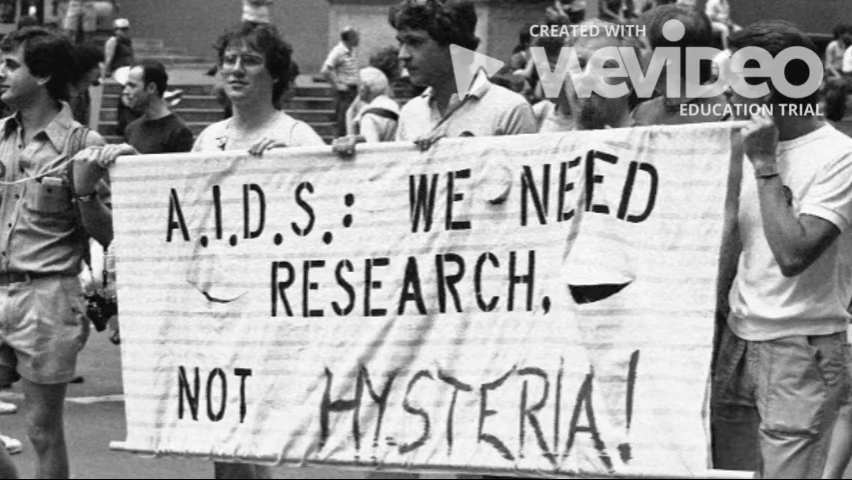 CREATED WITH
WEVIDEO
EDUCATION TRIAL
A.I.D.S.: WE NEED
RESEARCH,
NOT HYSTERIA!